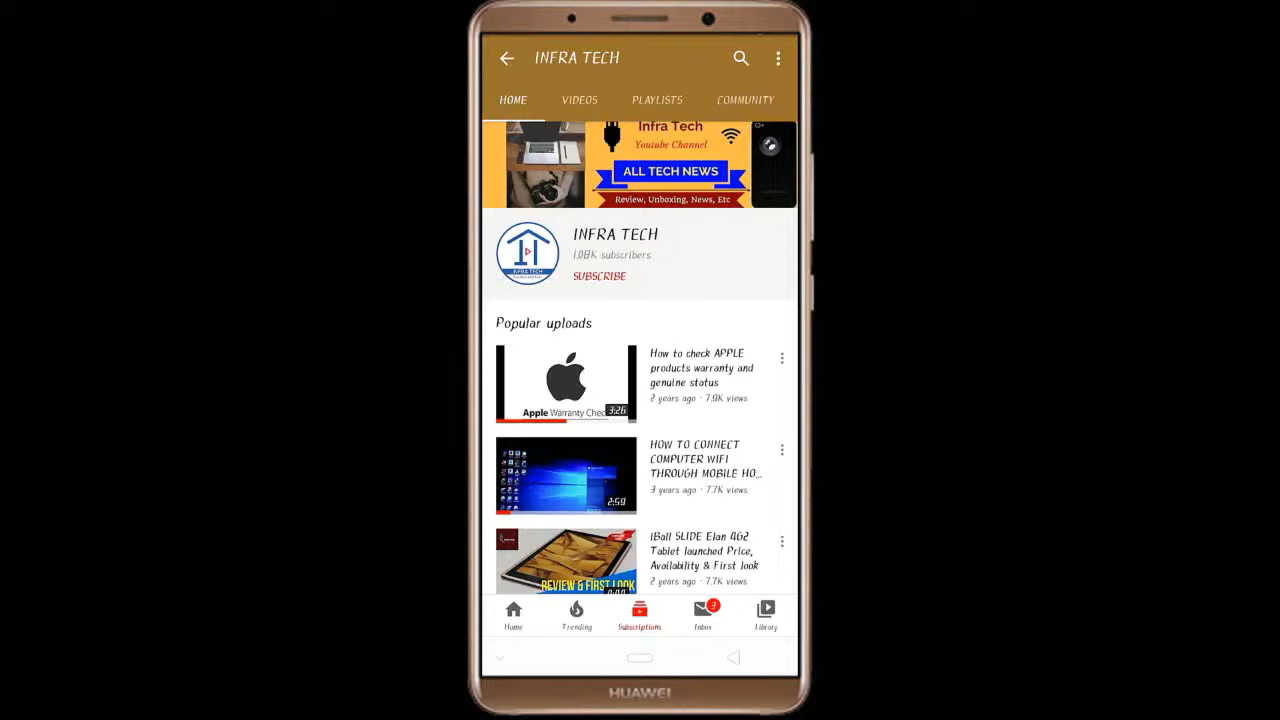 INFRA TECH
HOME VIDEOS PLAYLISTS COMMUNITY
Infra Tech
Youtube Channel
ALL TECH NEWS
Review, Unboxing, News, Etc
INFRA TECH
INFRA TECH
1.08K subscribers
SUBSCRIBE
Popular uploads
How to check APPLE
products warranty and
genuine status
2 years ago · 7.9K views
Apple Warranty Chec
3:26
HOW TO CONNECT
COMPUTER WIFI
THROUGH MOBILE HO...
3 years ago · 7.7K views
2:59
iBall SLIDE Elan 4G2
Tablet launched Price,
Availability & First look
2 years ago · 7.7K views
REVIEW & FIRST LOOK
Home Trending Subscriptions Inbox Library
HUAWEI